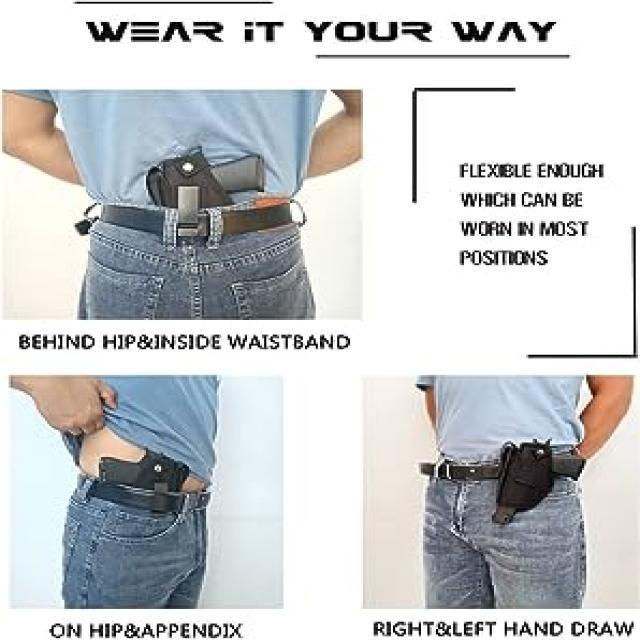 WEAR iT YOUR WAY
FLEXIBLE ENOUGH
WHICH CAN BE
WORN IN MOST
POSITIONS
BEHIND HIP&INSIDE WAISTBAND
ON HIP&APPENDIX
RIGHT&LEFT HAND DRAW